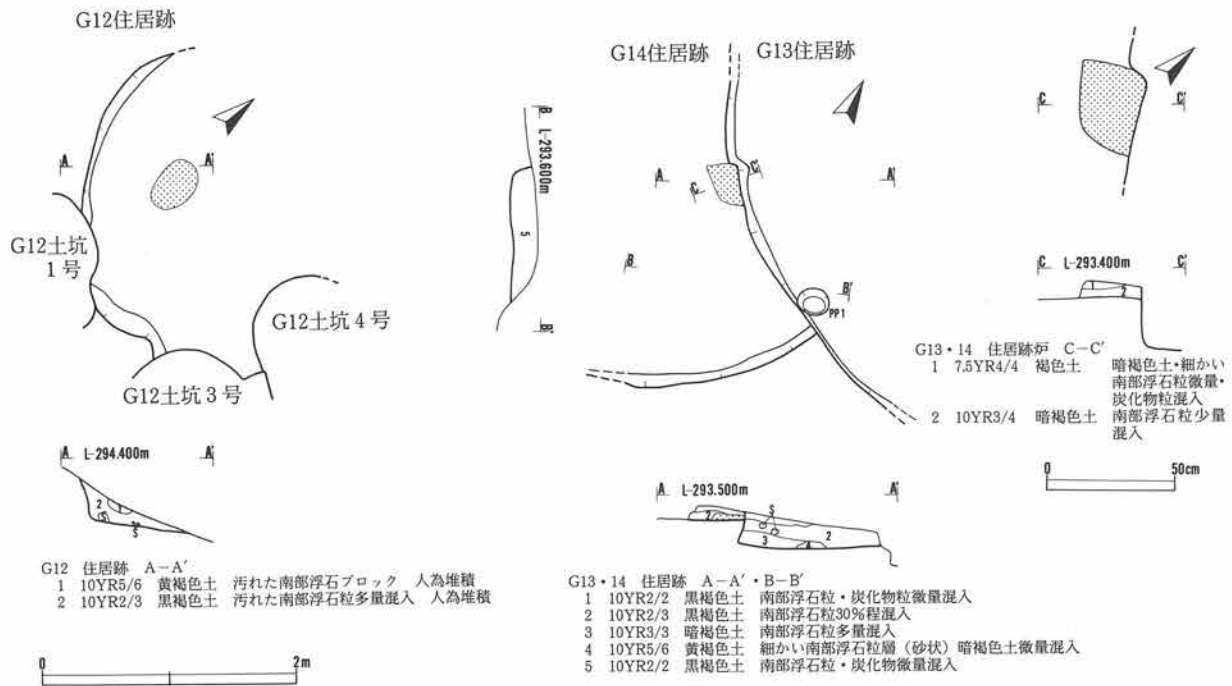 G12住居跡
A
A′
G12土坑
1号
G12土坑4号
G12土坑3号
B
L-293.600m
5
B′
A L-294.400m A′
2
1
S
S
G12 住居跡 A-A′
1 10YR5/6 黄褐色土 汚れた南部浮石ブロック 人為堆積
2 10YR2/3 黒褐色土 汚れた南部浮石粒多量混入 人為堆積
0 2m
G14住居跡 G13住居跡
A
C
C′
A′
B
B′
PP1
A L-293.500m A′
2
S
2
3
4
G13・14 住居跡 A-A′・B-B′
1 10YR2/2 黒褐色土 南部浮石粒・炭化物粒微量混入
2 10YR2/3 黒褐色土 南部浮石粒30%程混入
3 10YR3/3 暗褐色土 南部浮石粒多量混入
4 10YR5/6 黄褐色土 細かい南部浮石粒層(砂状)暗褐色土微量混入
5 10YR2/2 黒褐色土 南部浮石粒・炭化物微量混入
C C′
C L-293.400m C′
1
2
G13・14 住居跡炉 C-C′
1 7.5YR4/4 褐色土 暗褐色土・細かい
南部浮石粒微量・
炭化物粒混入
2 10YR3/4 暗褐色土 南部浮石粒少量
混入
0 50cm